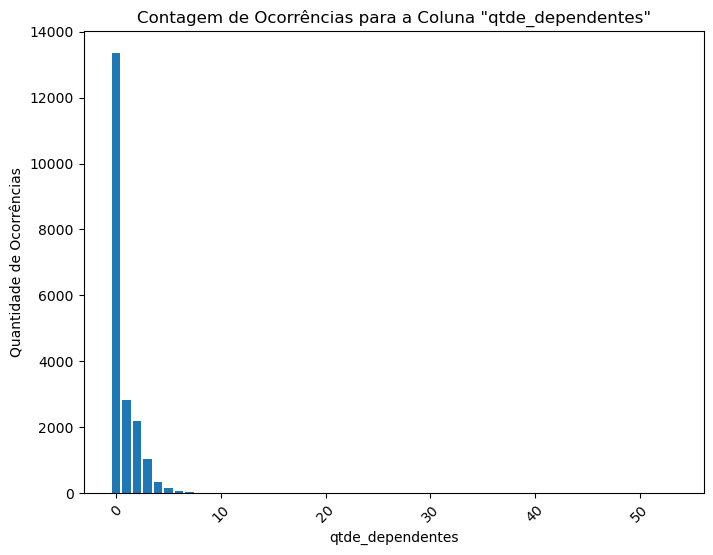 Contagem de Ocorrências para a Coluna "qtde_dependentes"
14000
12000
10000
8000
6000
4000
2000
0
Quantidade de Ocorrências
0 10 20 30 40 50
qtde_dependentes